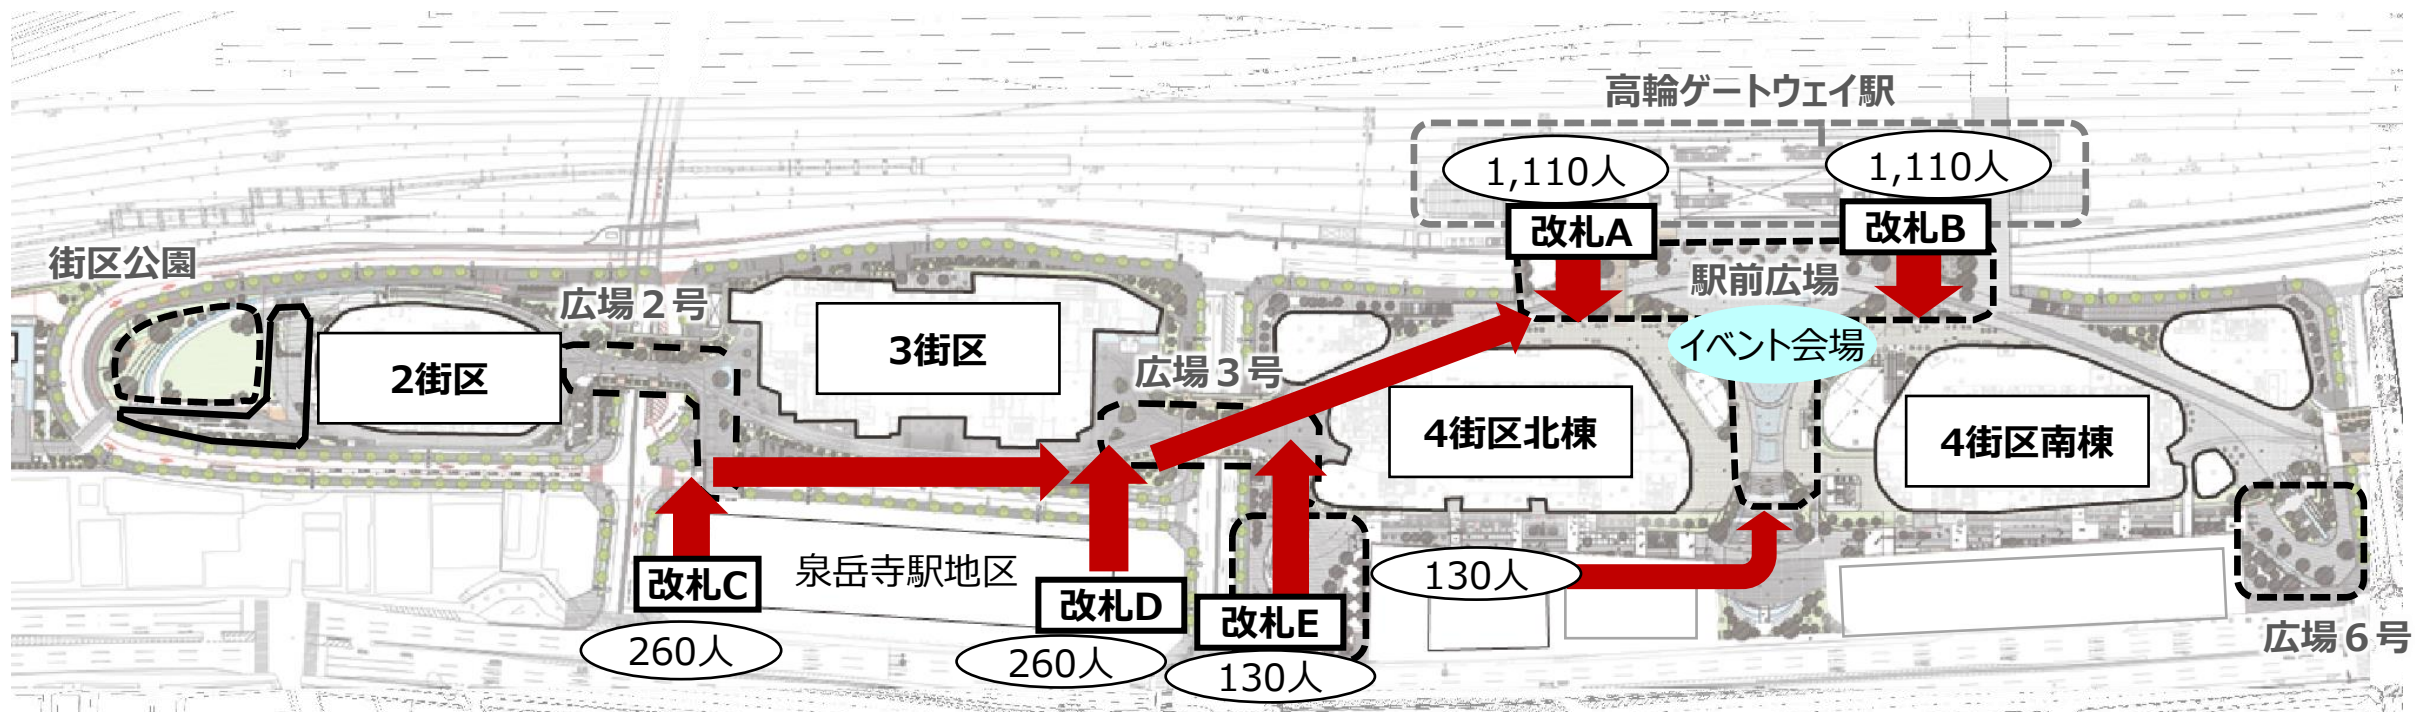 高輪ゲートウェイ駅
1,110人
1,110人
改札A
改札B
街区公園
駅前広場
広場２号
3街区
イベント会場
2街区
広場３号
4街区北棟
4街区南棟
泉岳寺駅地区
130人
改札C
改札D
改札E
260人
260人
130人
広場６号